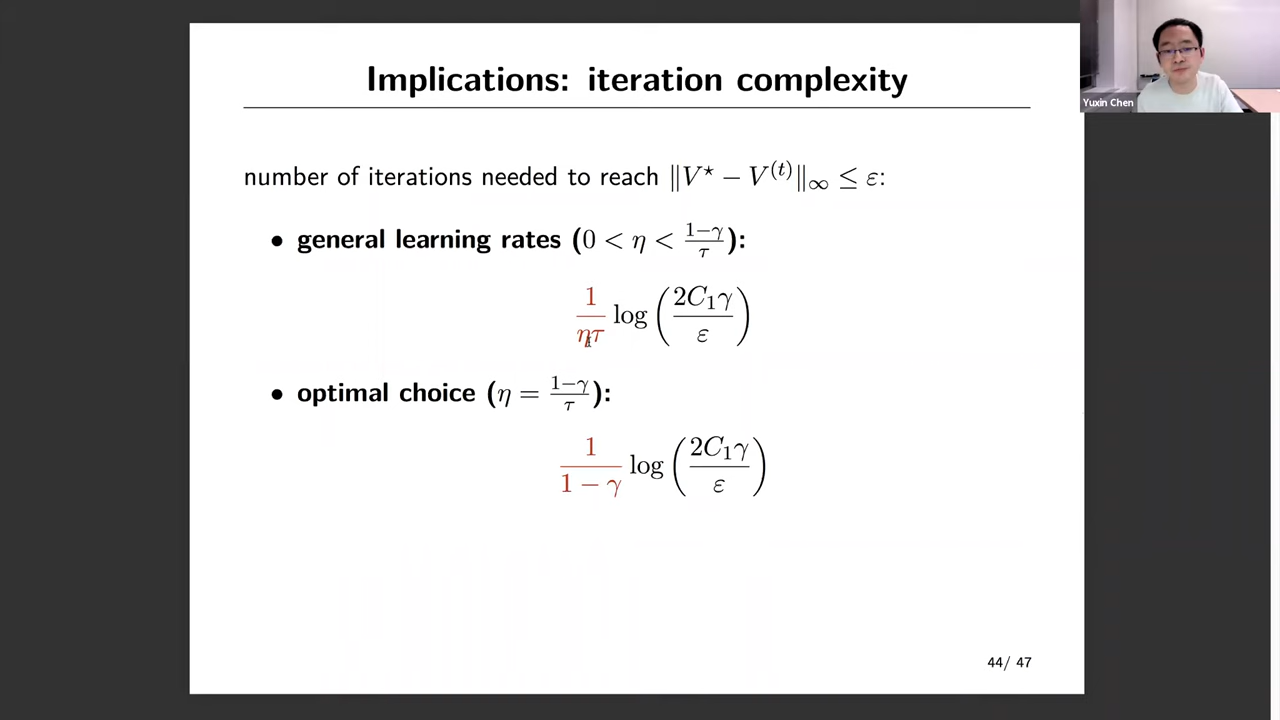 Implications: iteration complexity
Yuxin Chen
number of iterations needed to reach ‖V⋆ − V⁽ᵗ⁾‖∞ ≤ ε:
• general learning rates (0 < η < (1−γ)/τ):
1/(ητ) log (2C₁γ/ε)
• optimal choice (η = (1−γ)/τ):
1/(1 − γ) log (2C₁γ/ε)
44/ 47